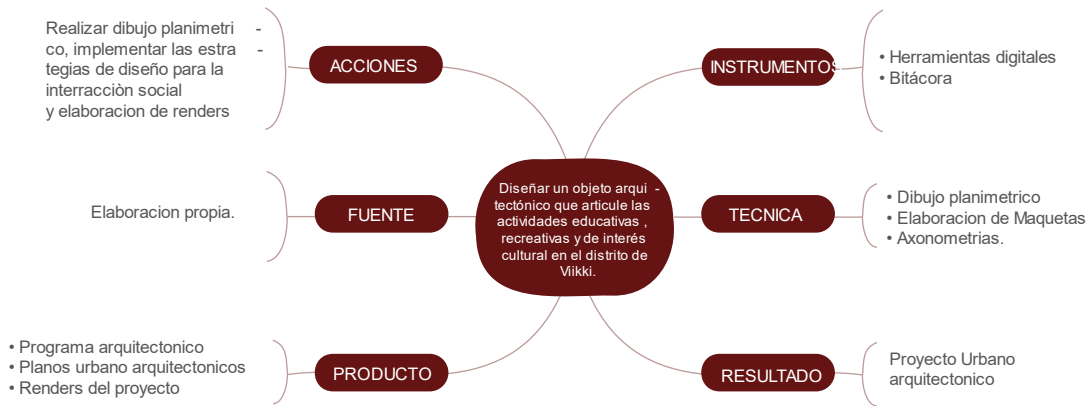 Realizar dibujo planimetri -
co, implementar las estra -
tegias de diseño para la
interracciòn social
y elaboracion de renders
ACCIONES
INSTRUMENTOS
• Herramientas digitales
• Bitácora
Elaboracion propia.
FUENTE
Diseñar un objeto arqui -
tectónico que articule las
actividades educativas ,
recreativas y de interés
cultural en el distrito de
Viikki.
TECNICA
• Dibujo planimetrico
• Elaboracion de Maquetas
• Axonometrias.
• Programa arquitectonico
• Planos urbano arquitectonicos
• Renders del proyecto
PRODUCTO
RESULTADO
Proyecto Urbano
arquitectonico